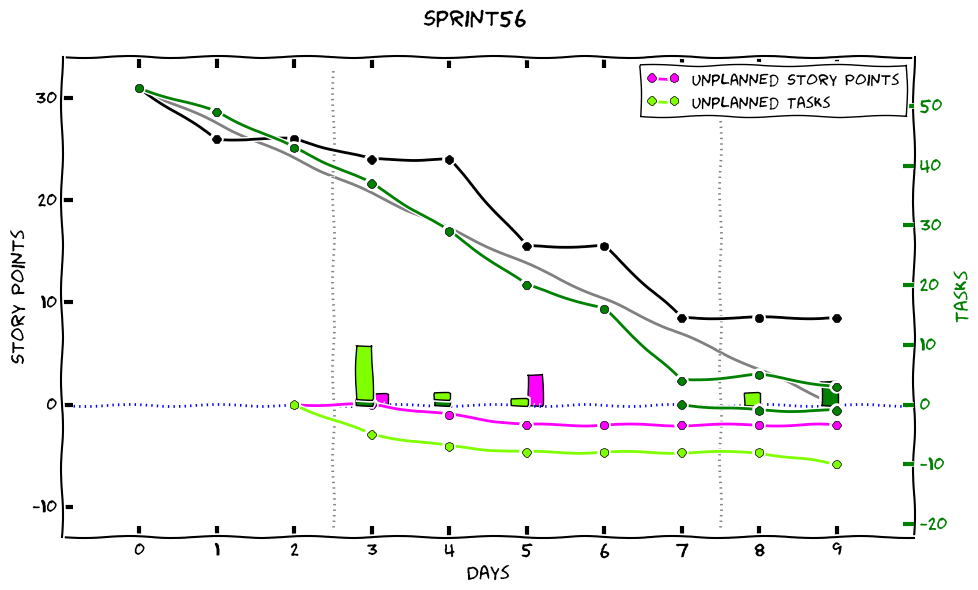 SPRINT56
UNPLANNED STORY POINTS
UNPLANNED TASKS
30
20
10
0
-10
STORY POINTS
50
40
30
20
10
0
-10
-20
TASKS
0 1 2 3 4 5 6 7 8 9
DAYS